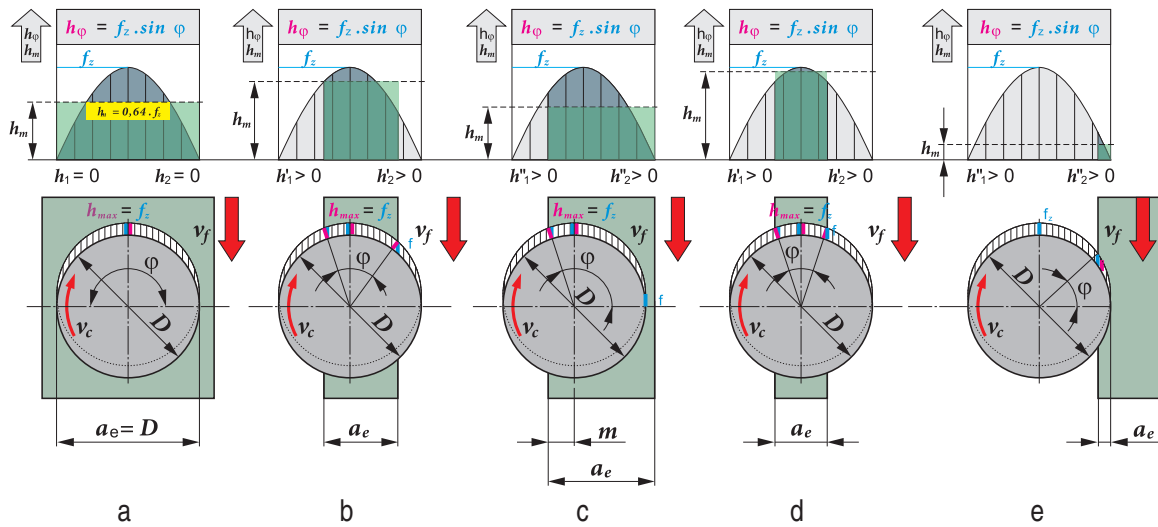 hφ
hm
hφ = fz .sin φ
fz
hm = 0,64 . fz
hm
h1 = 0
h2 = 0
hmax = fz
vf
φ
D
vc
ae = D
a
hφ
hm
hφ = fz .sin φ
fz
hm
h'1 > 0
h'2 > 0
hmax = fz
vf
f
φ
D
vc
ae
b
hφ
hm
hφ = fz .sin φ
fz
hm
h"1 > 0
h"2 > 0
hmax = fz
vf
φ
D
f
vc
m
ae
c
hφ
hm
hφ = fz .sin φ
fz
hm
h'1 > 0
h'2 > 0
hmax = fz
vf
f
φ
D
vc
ae
d
hφ
hm
hφ = fz .sin φ
fz
hm
h"1 > 0
h"2 > 0
fz
vf
D
φ
vc
ae
e